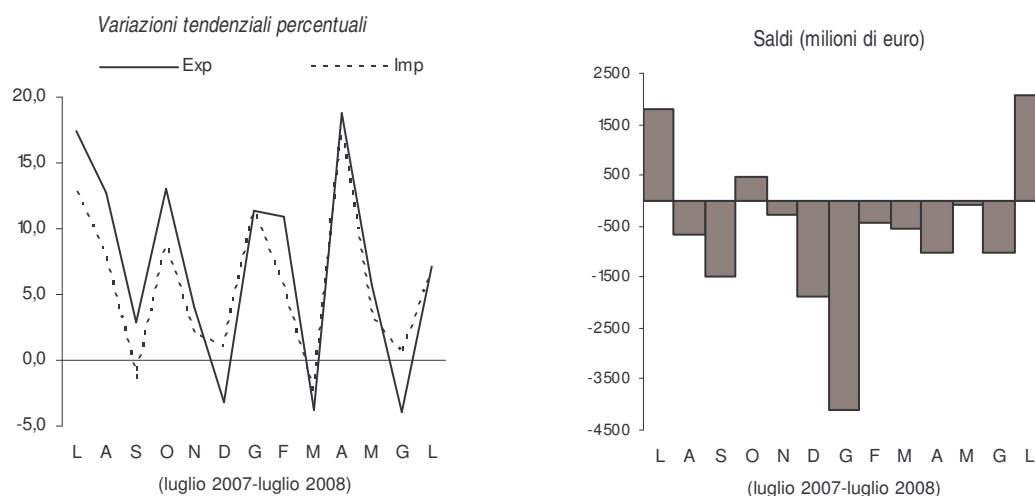 Variazioni tendenziali percentuali
Exp
Imp
20,0
15,0
10,0
5,0
0,0
-5,0
L A S O N D G F M A M G L
(luglio 2007-luglio 2008)
Saldi (milioni di euro)
2500
1500
500
-500
-1500
-2500
-3500
-4500
L A S O N D G F M A M G L
(luglio 2007-luglio 2008)